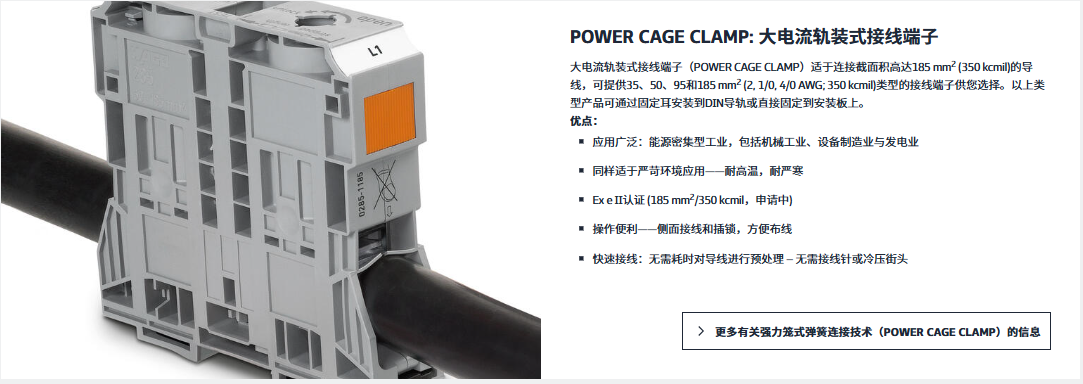 open
L1
0285-1185
POWER CAGE CLAMP: 大电流轨装式接线端子
大电流轨装式接线端子（POWER CAGE CLAMP）适于连接截面积高达185 mm² (350 kcmil)的导
线，可提供35、50、95和185 mm² (2, 1/0, 4/0 AWG; 350 kcmil)类型的接线端子供您选择。以上类
型产品可通过固定耳安装到DIN导轨或直接固定到安装板上。
优点：
应用广泛：能源密集型工业，包括机械工业、设备制造业与发电业
同样适于严苛环境应用——耐高温，耐严寒
Ex e II认证 (185 mm²/350 kcmil，申请中)
操作便利——侧面接线和插锁，方便布线
快速接线：无需耗时对导线进行预处理 – 无需接线针或冷压街头
更多有关强力笼式弹簧连接技术（POWER CAGE CLAMP）的信息